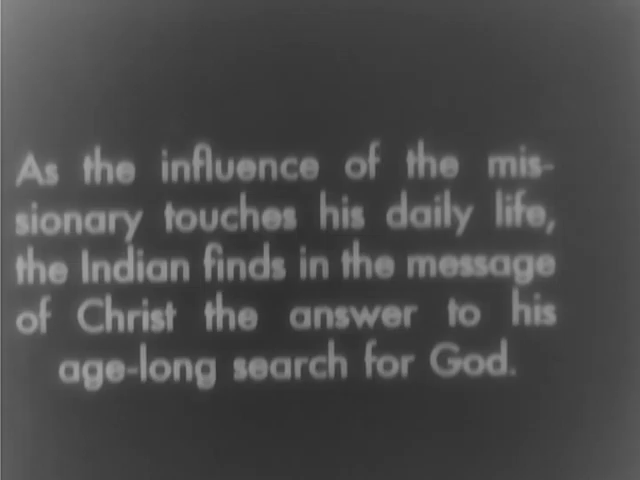 As the influence of the mis-
sionary touches his daily life,
the Indian finds in the message
of Christ the answer to his
age-long search for God.